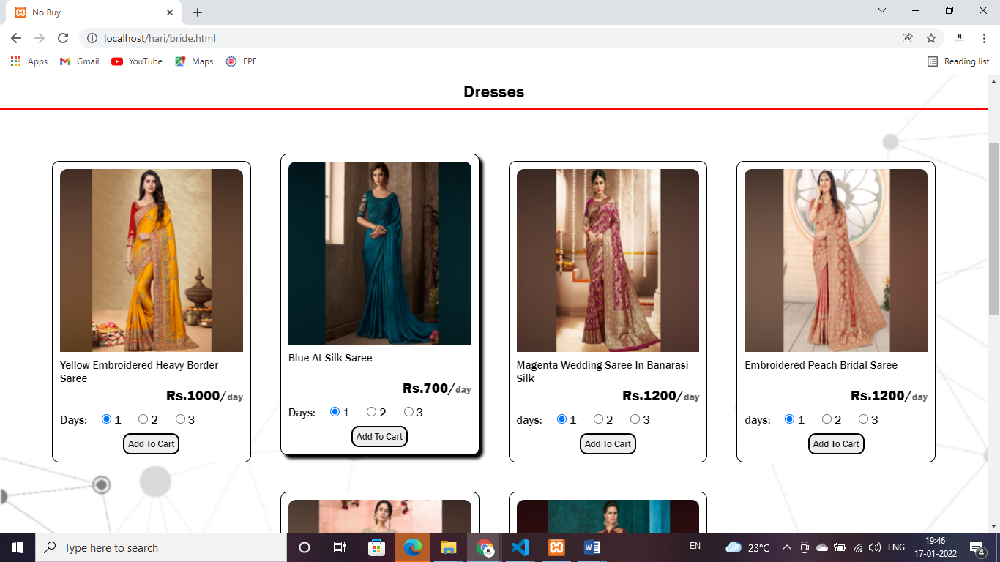 No Buy
localhost/hari/bride.html
Apps Gmail YouTube Maps EPF Reading list
Dresses
Yellow Embroidered Heavy Border
Saree
Rs.1000/day
Days: 1 2 3
Add To Cart
Blue At Silk Saree
Rs.700/day
Days: 1 2 3
Add To Cart
Magenta Wedding Saree In Banarasi
Silk
Rs.1200/day
days: 1 2 3
Add To Cart
Embroidered Peach Bridal Saree
Rs.1200/day
days: 1 2 3
Add To Cart
Type here to search
EN
23°C
ENG
19:46
17-01-2022
4